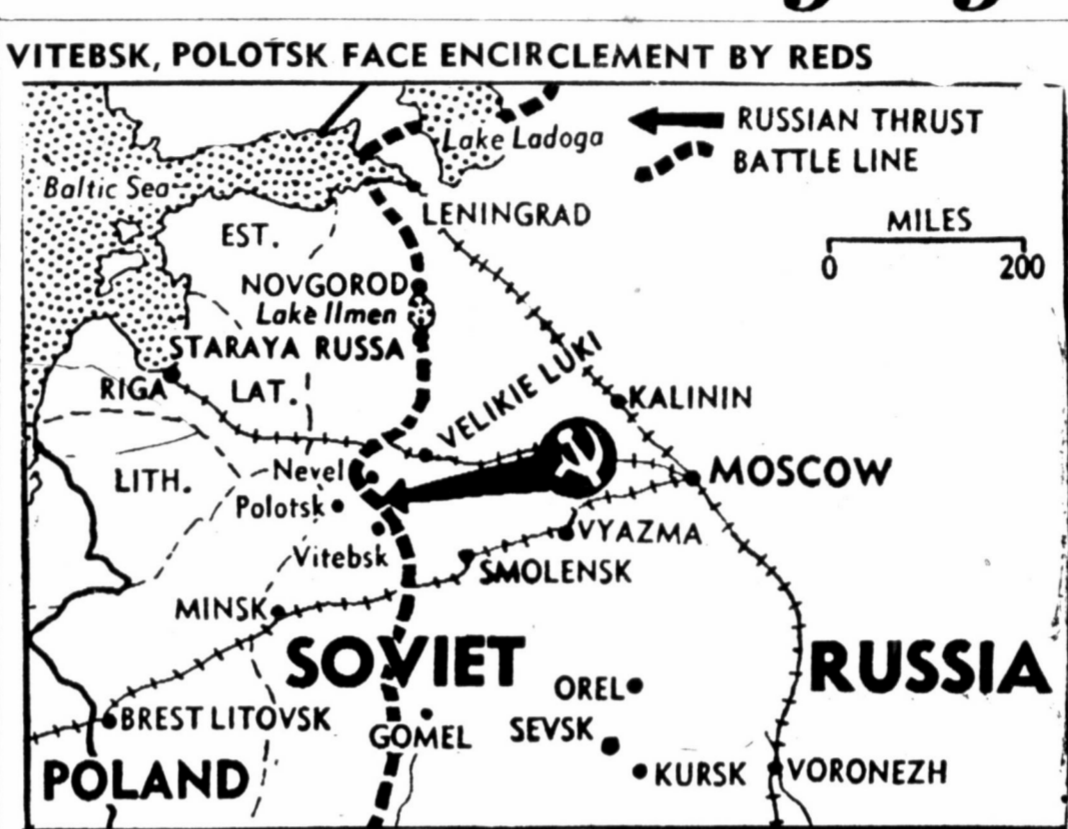 VITEBSK, POLOTSK FACE ENCIRCLEMENT BY REDS
RUSSIAN THRUST
BATTLE LINE
Lake Ladoga
Baltic Sea
LENINGRAD
MILES
0 200
EST.
NOVGOROD
Lake Ilmen
STARAYA RUSSA
RIGA
LAT.
VELIKIE LUKI
KALININ
LITH.
Nevel
MOSCOW
Polotsk
Vitebsk
VYAZMA
SMOLENSK
MINSK
SOVIET RUSSIA
OREL
BREST LITOVSK
GOMEL
SEVSK
POLAND
KURSK
VORONEZH